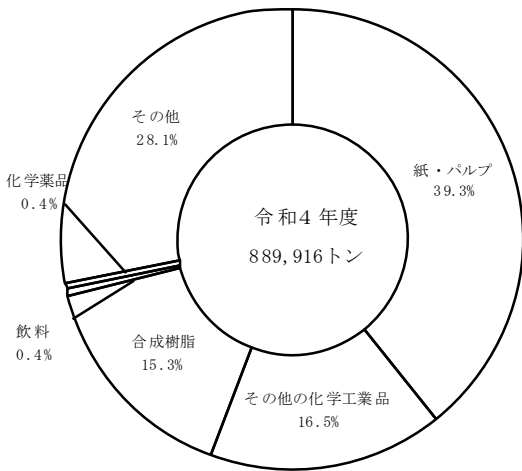 その他
28.1%
化学薬品
0.4%
紙・パルプ
39.3%
令和4年度
889,916トン
飲料
0.4%
合成樹脂
15.3%
その他の化学工業品
16.5%